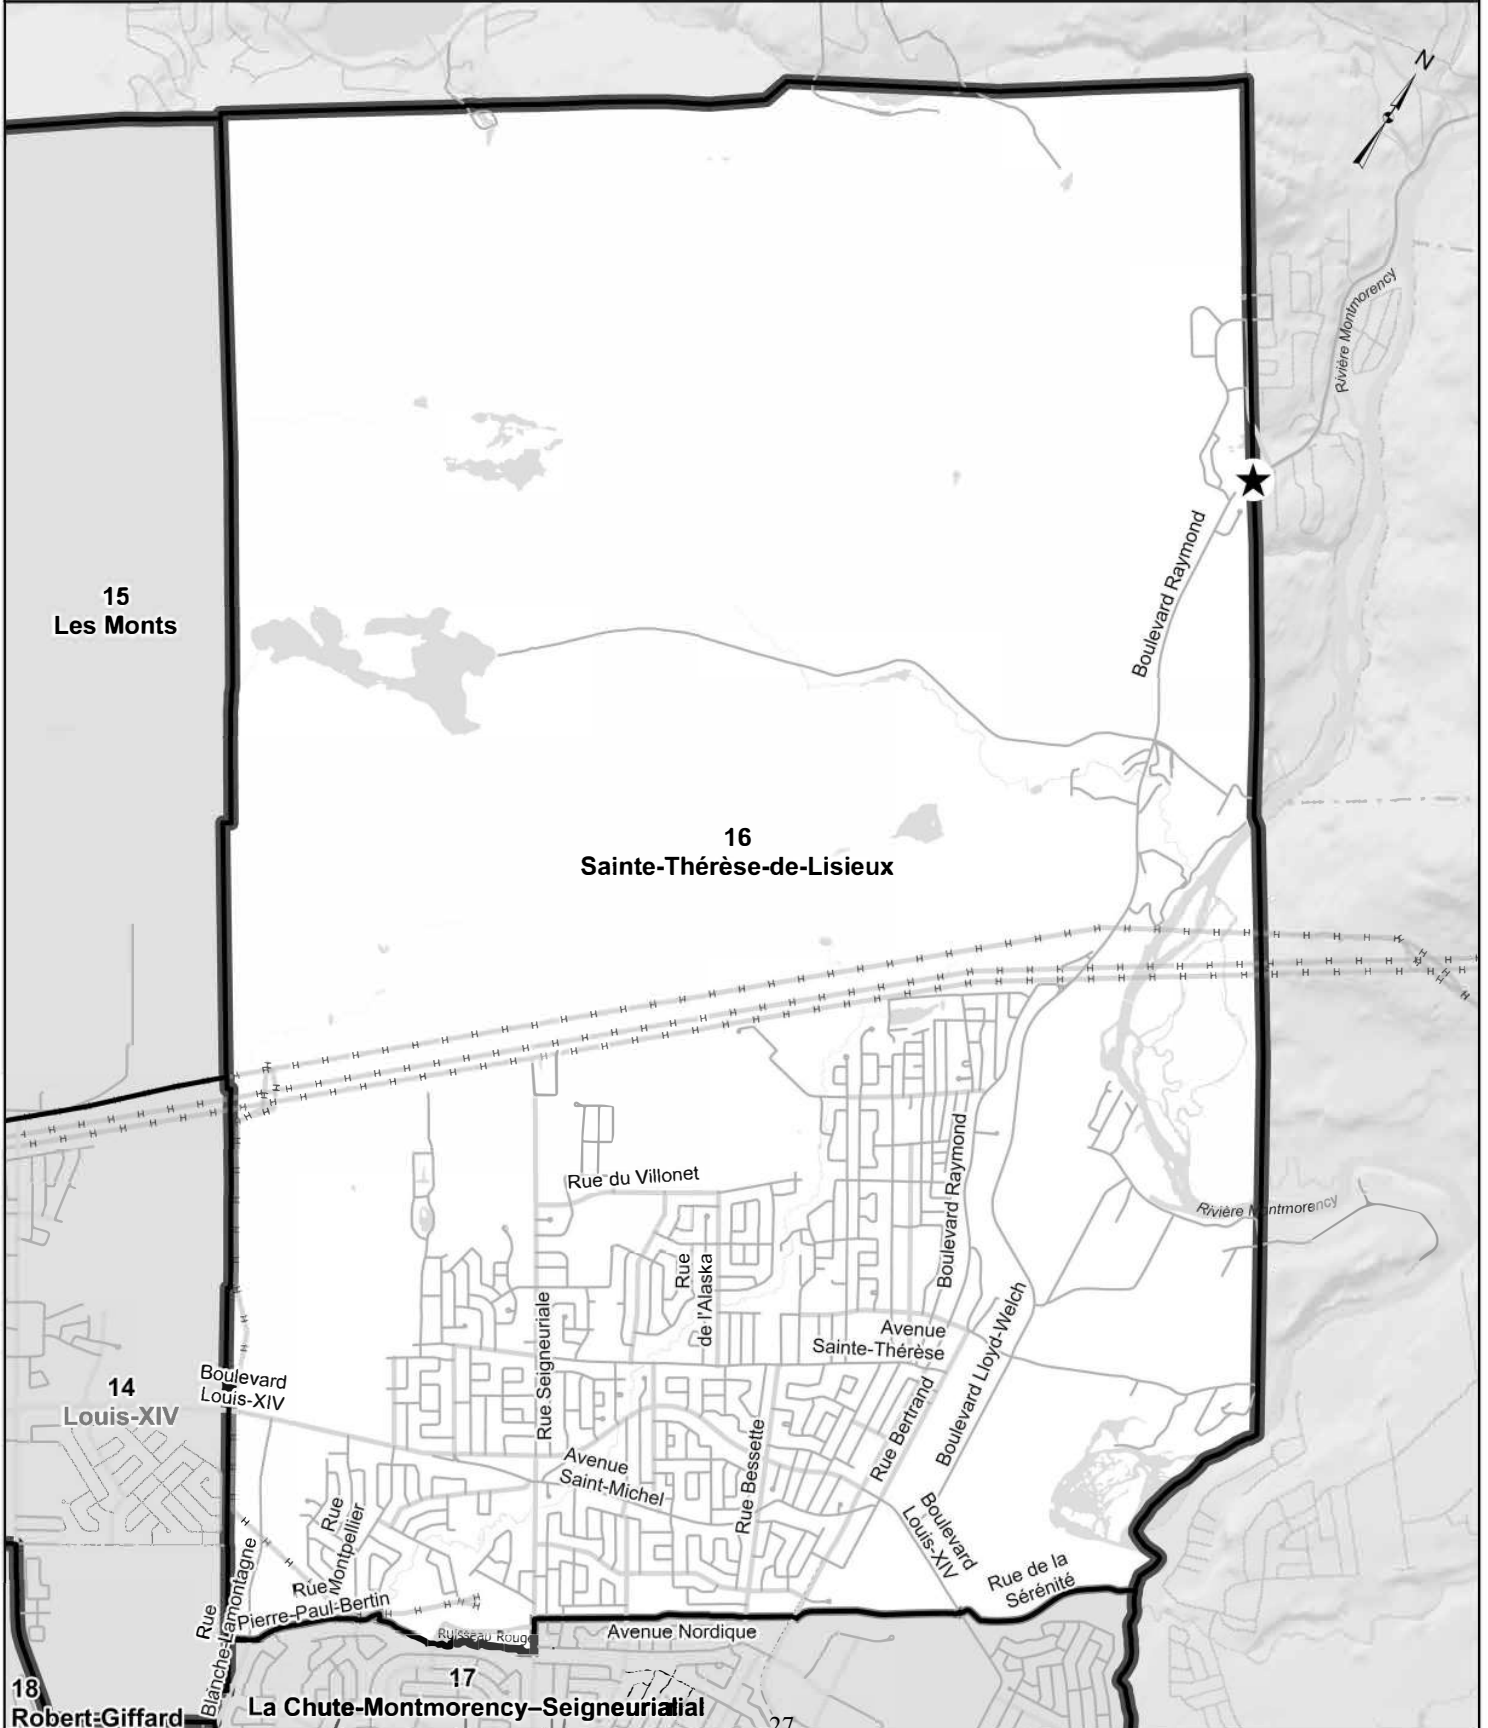 N
Rivière Montmorency
Boulevard Raymond
15
Les Monts
16
Sainte-Thérèse-de-Lisieux
Rue du Villonet
Boulevard Raymond
Rivière Montmorency
Rue
de l'Alaska
Rue Seigneuriale
Avenue
Sainte-Thérèse
Boulevard Lloyd-Welch
Boulevard
Louis-XIV
14
Louis-XIV
Rue Bertrand
Avenue
Saint-Michel
Rue Bessette
Boulevard
Louis-XIV
Rue
Montpellier
Rue de la
Sérénité
Rue
Pierre-Paul-Bertin
Rue
Blanche-Lamontagne
Ruisseau Rouge
Avenue Nordique
17
La Chute-Montmorency–Seigneurialial
18
Robert-Giffard
27